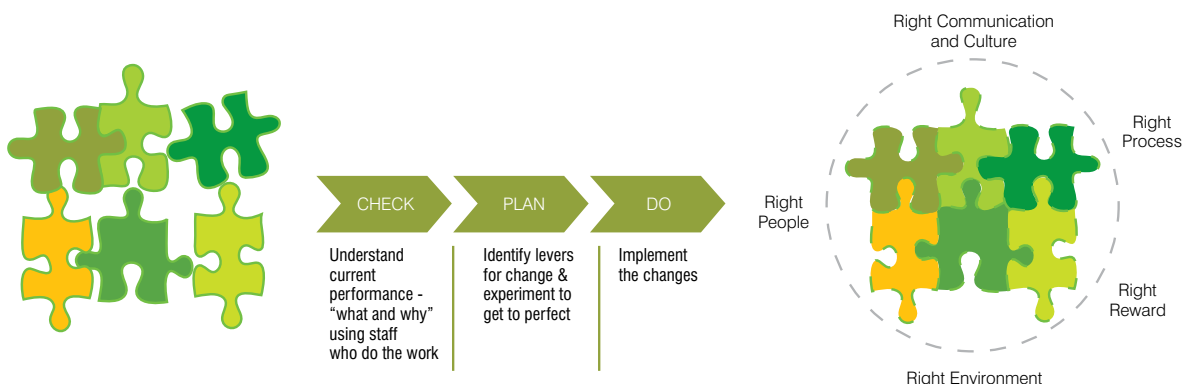 CHECK
Understand
current
performance -
“what and why”
using staff
who do the work
PLAN
Identify levers
for change &
experiment to
get to perfect
DO
Implement
the changes
Right Communication
and Culture
Right
Process
Right
People
Right
Reward
Right Environment